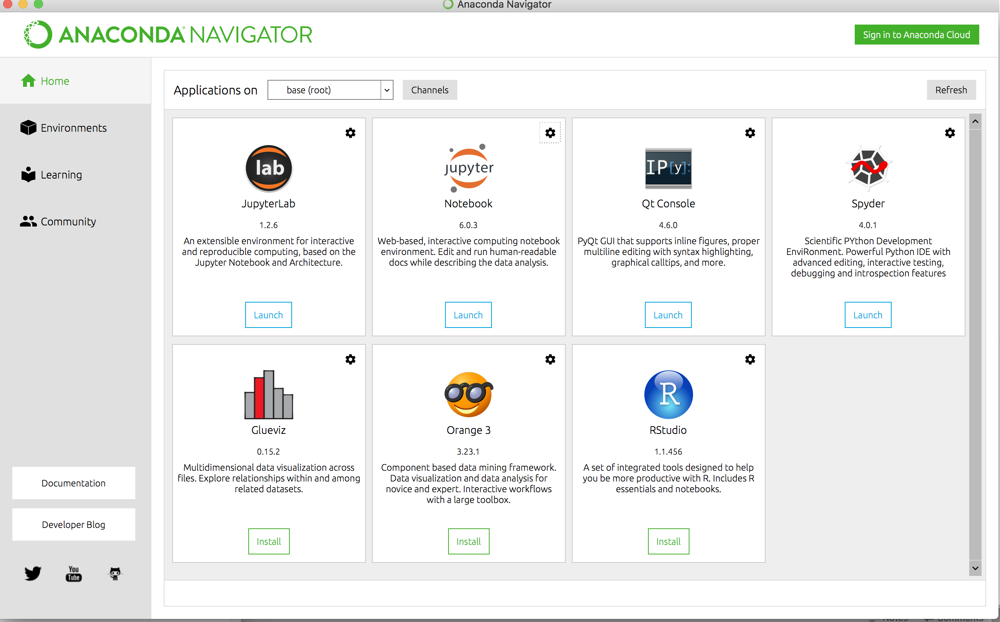 Anaconda Navigator
ANACONDA® NAVIGATOR
Sign in to Anaconda Cloud
Home
Environments
Learning
Community
Documentation
Developer Blog
You
Tube
Applications on
base (root)
Channels
Refresh
lab
JupyterLab
1.2.6
An extensible environment for interactive
and reproducible computing, based on the
Jupyter Notebook and Architecture.
Launch
jupyter
Notebook
6.0.3
Web-based, interactive computing notebook
environment. Edit and run human-readable
docs while describing the data analysis.
Launch
IP[y]:
Qt Console
4.6.0
PyQt GUI that supports inline figures, proper
multiline editing with syntax highlighting,
graphical calltips, and more.
Launch
Spyder
4.0.1
Scientific PYthon Development
EnviRonment. Powerful Python IDE with
advanced editing, interactive testing,
debugging and introspection features
Launch
Glueviz
0.15.2
Multidimensional data visualization across
files. Explore relationships within and among
related datasets.
Install
Orange 3
3.23.1
Component based data mining framework.
Data visualization and data analysis for
novice and expert. Interactive workflows
with a large toolbox.
Install
R
RStudio
1.1.456
A set of integrated tools designed to help
you be more productive with R. Includes R
essentials and notebooks.
Install
Notes
Comments